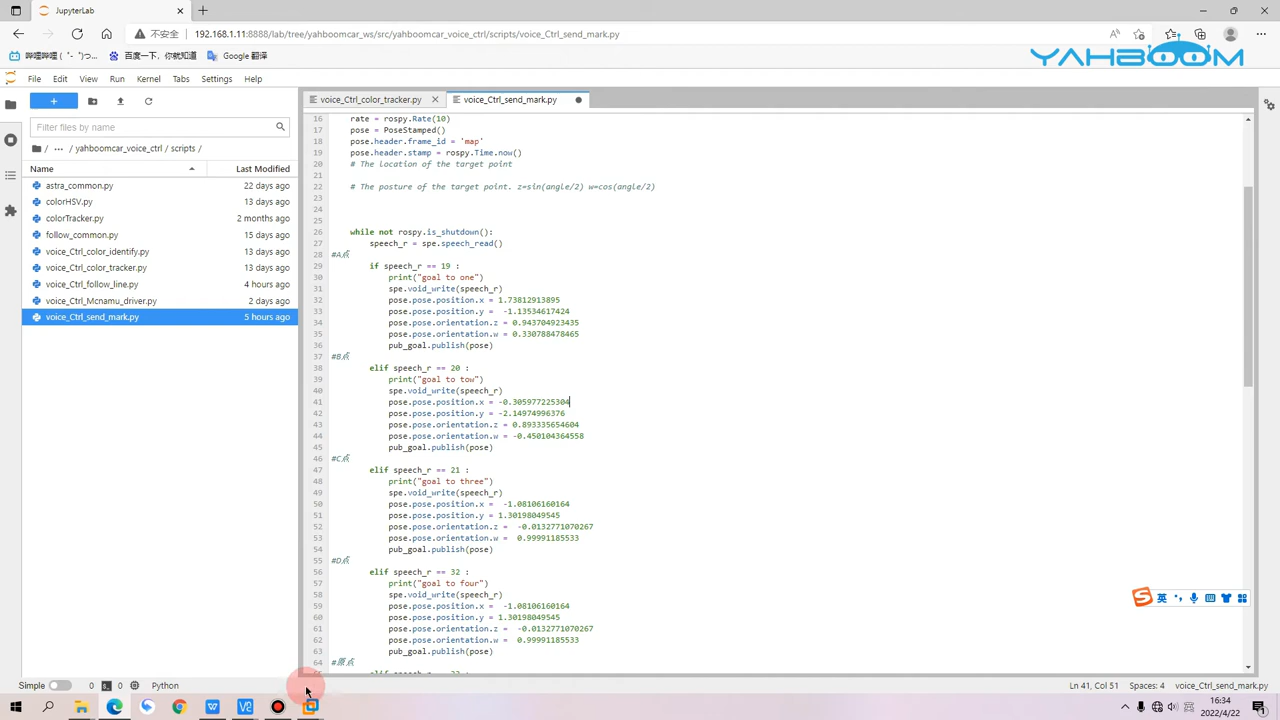 JupyterLab
不安全
192.168.1.11:8888/lab/tree/yahboomcar_ws/src/yahboomcar_voice_ctrl/scripts/voice_Ctrl_send_mark.py
哔哩哔哩 (゜-゜)つ...
百度一下，你就知道
Google 翻译
YAHBOOM
File Edit View Run Kernel Tabs Settings Help
Filter files by name
/ ··· / yahboomcar_voice_ctrl / scripts /
Name Last Modified
astra_common.py 22 days ago
colorHSV.py 13 days ago
colorTracker.py 2 months ago
follow_common.py 15 days ago
voice_Ctrl_color_identify.py 13 days ago
voice_Ctrl_color_tracker.py 13 days ago
voice_Ctrl_follow_line.py 4 hours ago
voice_Ctrl_Mcnamu_driver.py 2 days ago
voice_Ctrl_send_mark.py 5 hours ago
voice_Ctrl_color_tracker.py
voice_Ctrl_send_mark.py
16 rate = rospy.Rate(10)
17 pose = PoseStamped()
18 pose.header.frame_id = 'map'
19 pose.header.stamp = rospy.Time.now()
20 # The location of the target point
21
22 # The posture of the target point. z=sin(angle/2) w=cos(angle/2)
23
24
25
26 while not rospy.is_shutdown():
27 speech_r = spe.speech_read()
28 #A点
29 if speech_r == 19 :
30 print("goal to one")
31 spe.void_write(speech_r)
32 pose.pose.position.x = 1.73812913895
33 pose.pose.position.y = -1.13534617424
34 pose.pose.orientation.z = 0.943704923435
35 pose.pose.orientation.w = 0.330788478465
36 pub_goal.publish(pose)
37 #B点
38 elif speech_r == 20 :
39 print("goal to tow")
40 spe.void_write(speech_r)
41 pose.pose.position.x = -0.305977225304
42 pose.pose.position.y = -2.14974996376
43 pose.pose.orientation.z = 0.893335654604
44 pose.pose.orientation.w = -0.450104364558
45 pub_goal.publish(pose)
46 #C点
47 elif speech_r == 21 :
48 print("goal to three")
49 spe.void_write(speech_r)
50 pose.pose.position.x = -1.08106160164
51 pose.pose.position.y = 1.30198049545
52 pose.pose.orientation.z = -0.0132771070267
53 pose.pose.orientation.w = 0.99991185533
54 pub_goal.publish(pose)
55 #D点
56 elif speech_r == 32 :
57 print("goal to four")
58 spe.void_write(speech_r)
59 pose.pose.position.x = -1.08106160164
60 pose.pose.position.y = 1.30198049545
61 pose.pose.orientation.z = -0.0132771070267
62 pose.pose.orientation.w = 0.99991185533
63 pub_goal.publish(pose)
64 #原点
英
Simple 0 0 Python
Ln 41, Col 51 Spaces: 4 voice_Ctrl_send_mark.py
16:34
2022/4/22